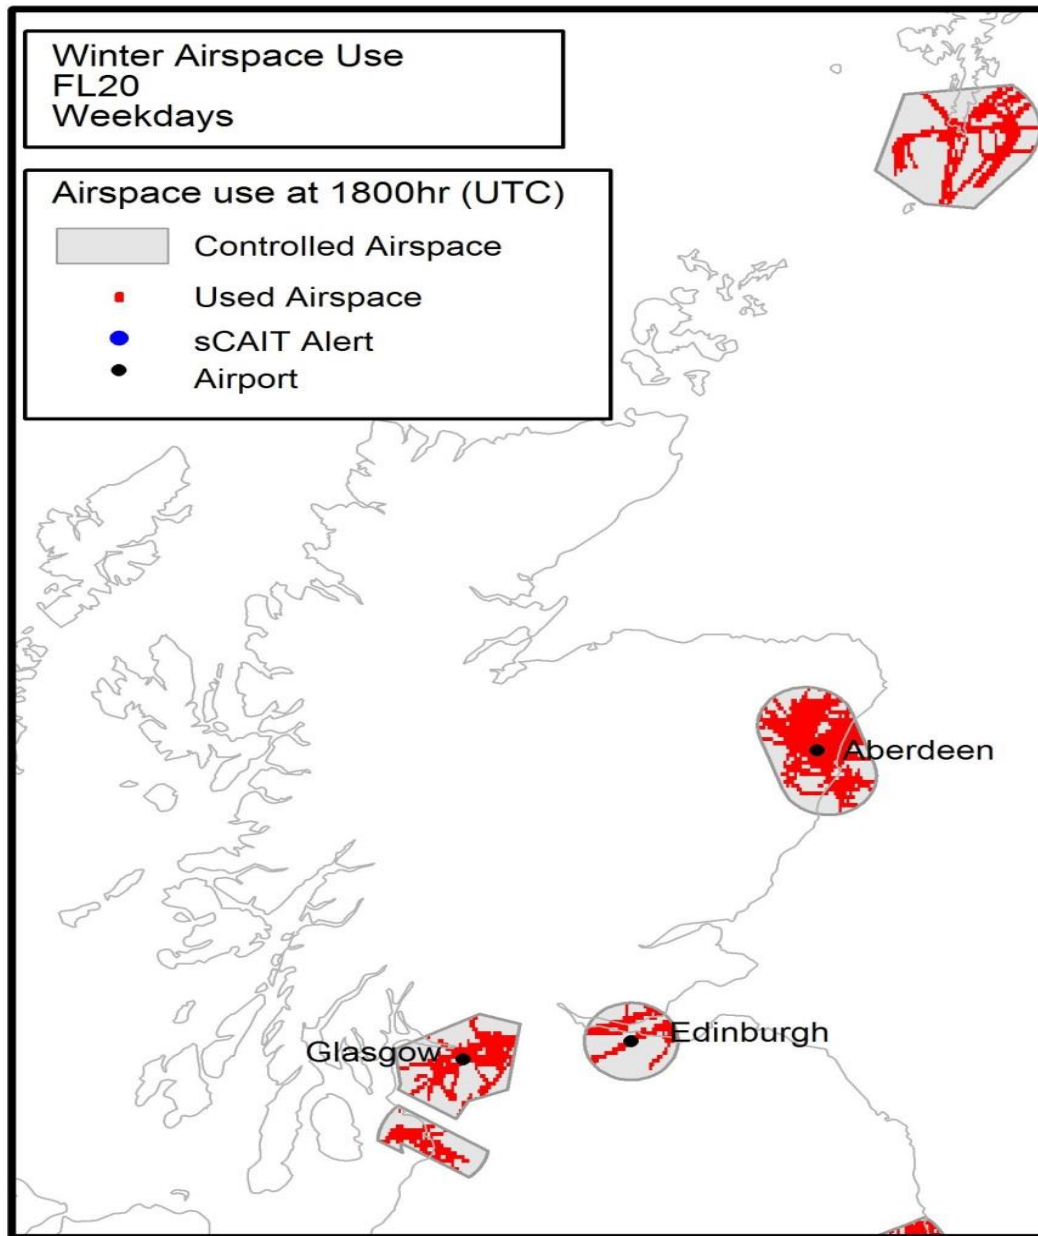 Winter Airspace Use
FL20
Weekdays
Airspace use at 1800hr (UTC)
Controlled Airspace
Used Airspace
sCAIT Alert
Airport
Aberdeen
Edinburgh
Glasgow